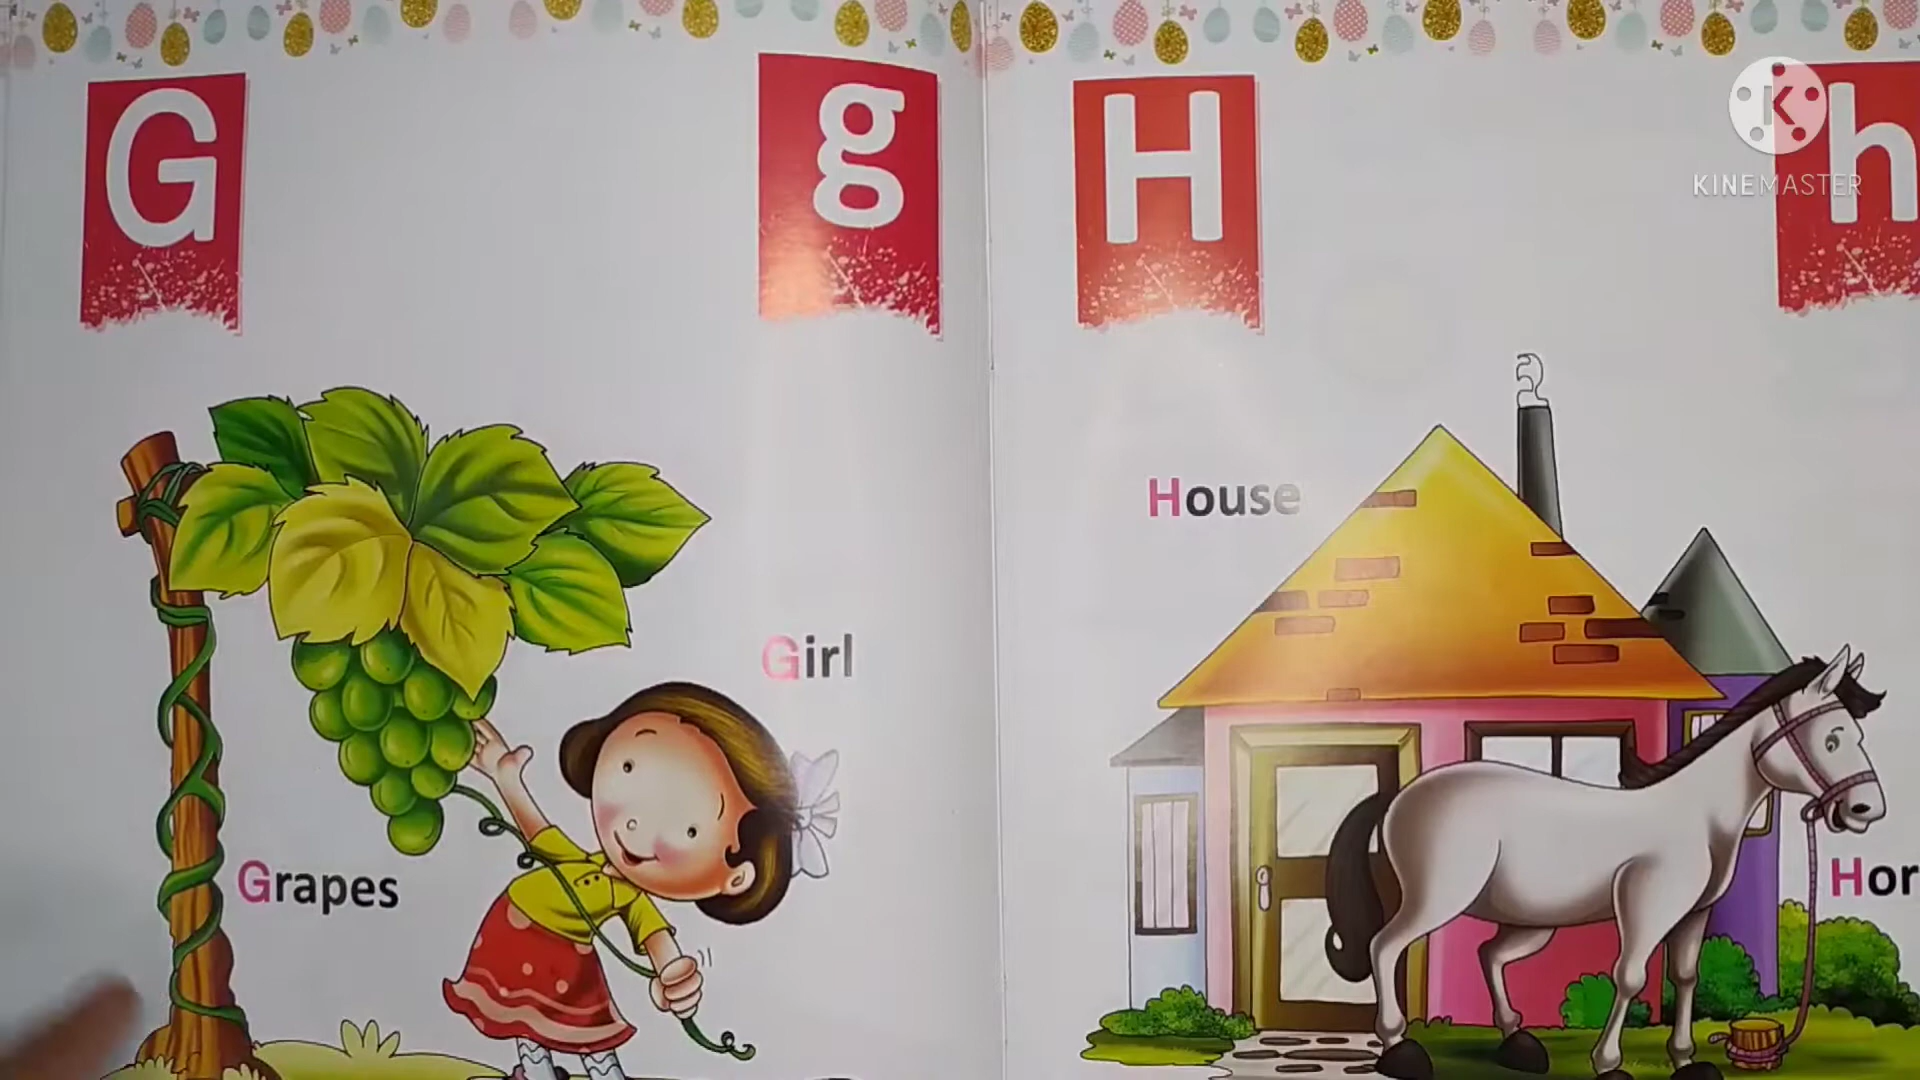 G g H h
KINEMASTER
House
Girl
Grapes
Hor